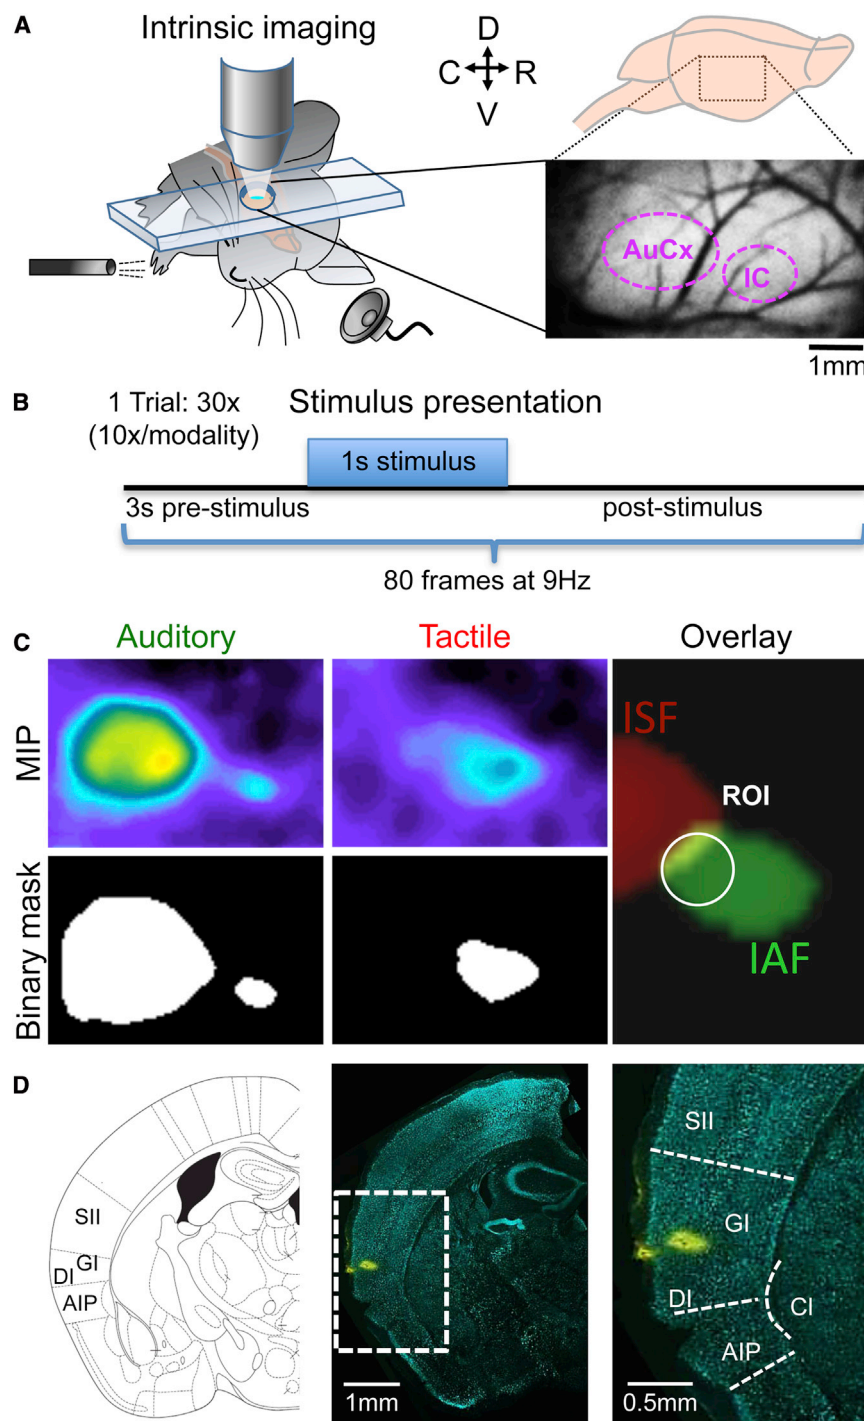 A
Intrinsic imaging
D
C R
V
AuCx
IC
1mm
B
1 Trial: 30x
(10x/modality)
Stimulus presentation
1s stimulus
3s pre-stimulus
post-stimulus
80 frames at 9Hz
C
Auditory
Tactile
Overlay
MIP
ISF
ROI
IAF
Binary mask
D
SII
GI
DI
AIP
1mm
SII
GI
DI
CI
AIP
0.5mm